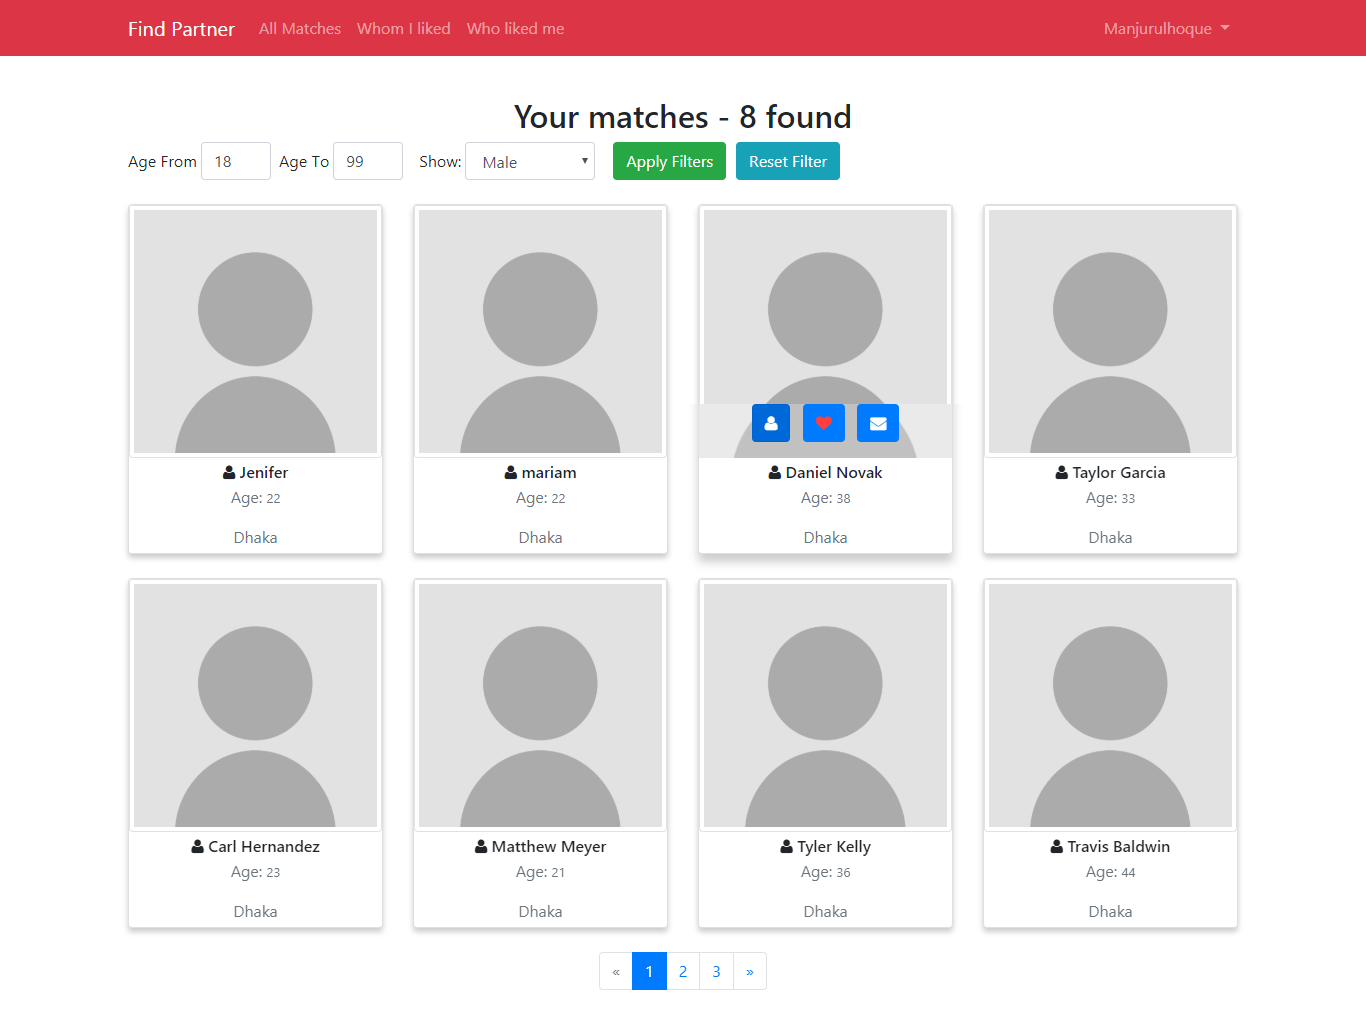 Find Partner All Matches Whom I liked Who liked me Manjurulhoque
Your matches - 8 found
Age From 18 Age To 99 Show: Male Apply Filters Reset Filter
Jenifer
Age: 22
Dhaka
mariam
Age: 22
Dhaka
Daniel Novak
Age: 38
Dhaka
Taylor Garcia
Age: 33
Dhaka
Carl Hernandez
Age: 23
Dhaka
Matthew Meyer
Age: 21
Dhaka
Tyler Kelly
Age: 36
Dhaka
Travis Baldwin
Age: 44
Dhaka
« 1 2 3 »